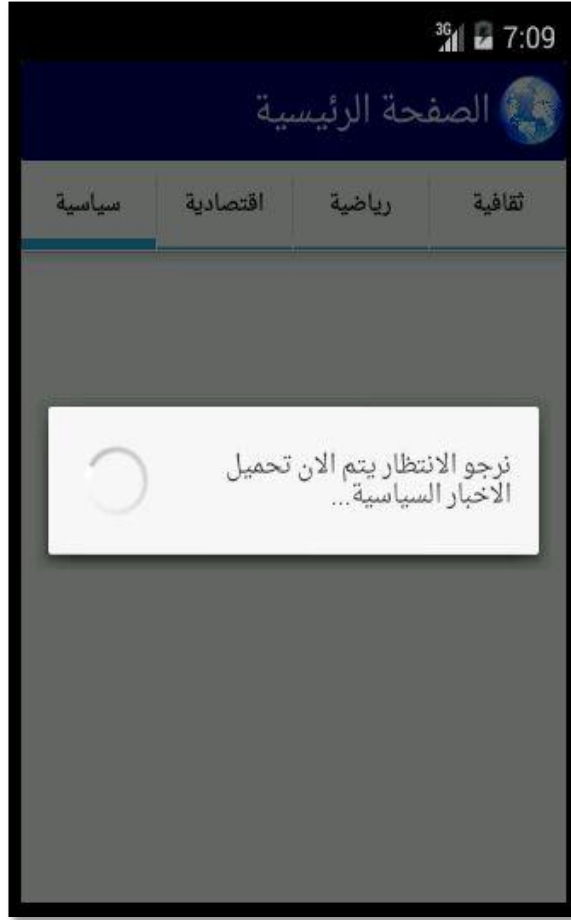 3G 7:09
الصفحة الرئيسية
ثقافية رياضية اقتصادية سياسية
نرجو الانتظار يتم الان تحميل
الاخبار السياسية...